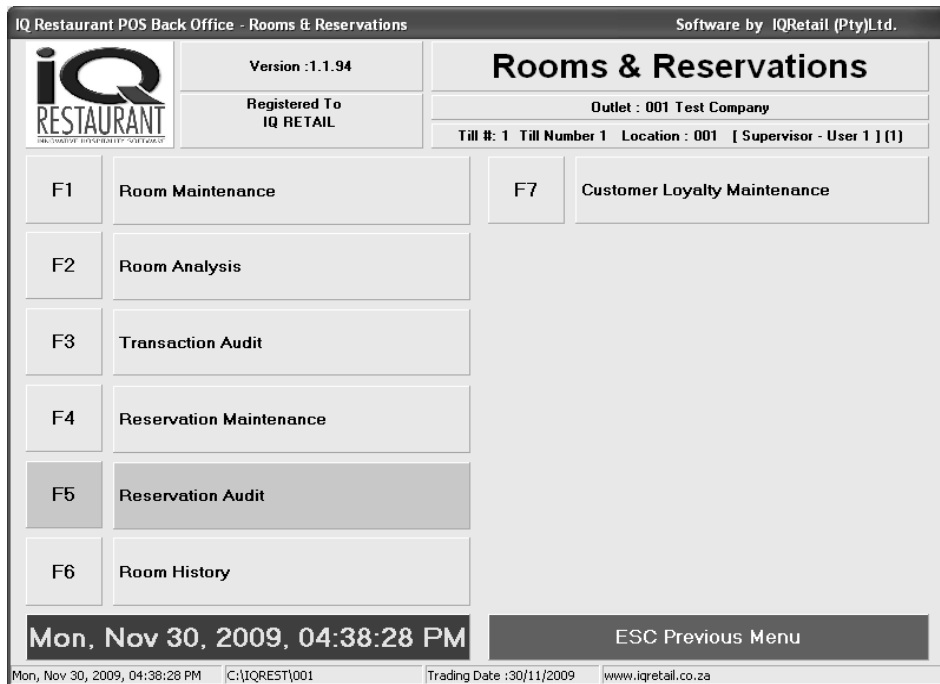 IQ Restaurant POS Back Office - Rooms & Reservations
Software by IQRetail (Pty)Ltd.
iQ
RESTAURANT
INNOVATIVE HOSPITALITY SOFTWARE
Version :1.1.94
Registered To
IQ RETAIL
Rooms & Reservations
Outlet : 001 Test Company
Till #: 1 Till Number 1 Location : 001 [ Supervisor - User 1 ] (1)
F1 Room Maintenance
F7 Customer Loyalty Maintenance
F2 Room Analysis
F3 Transaction Audit
F4 Reservation Maintenance
F5 Reservation Audit
F6 Room History
Mon, Nov 30, 2009, 04:38:28 PM
ESC Previous Menu
Mon, Nov 30, 2009, 04:38:28 PM C:\IQREST\001 Trading Date :30/11/2009 www.iqretail.co.za